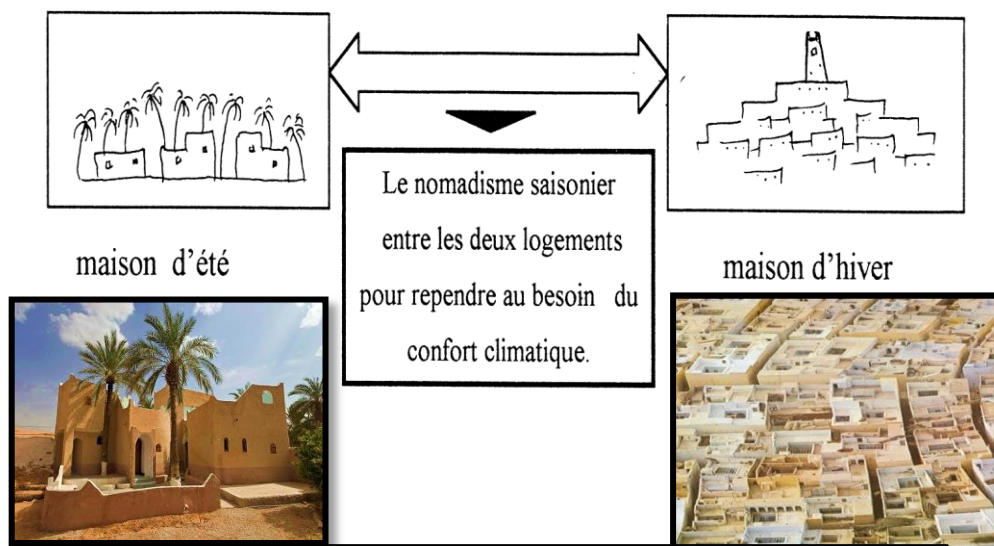 Le nomadisme saisonier
entre les deux logements
pour rependre au besoin du
confort climatique.
maison d'été
maison d'hiver